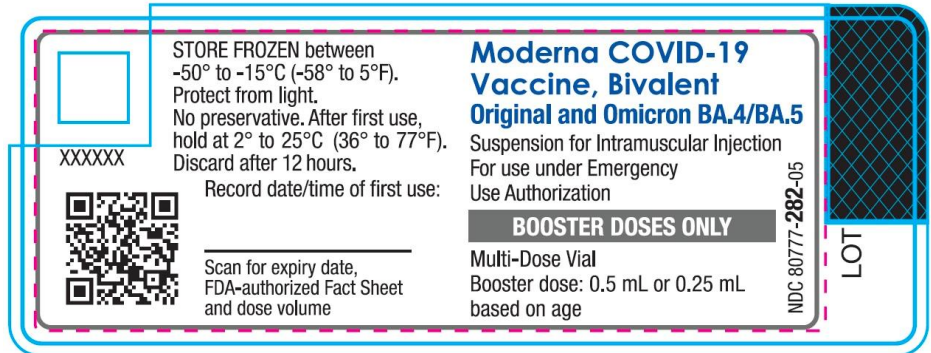 XXXXXX
STORE FROZEN between
-50° to -15°C (-58° to 5°F).
Protect from light.
No preservative. After first use,
hold at 2° to 25°C (36° to 77°F).
Discard after 12 hours.
Record date/time of first use:
Scan for expiry date,
FDA-authorized Fact Sheet
and dose volume
Moderna COVID-19
Vaccine, Bivalent
Original and Omicron BA.4/BA.5
Suspension for Intramuscular Injection
For use under Emergency
Use Authorization
BOOSTER DOSES ONLY
Multi-Dose Vial
Booster dose: 0.5 mL or 0.25 mL
based on age
NDC 80777-282-05
LOT